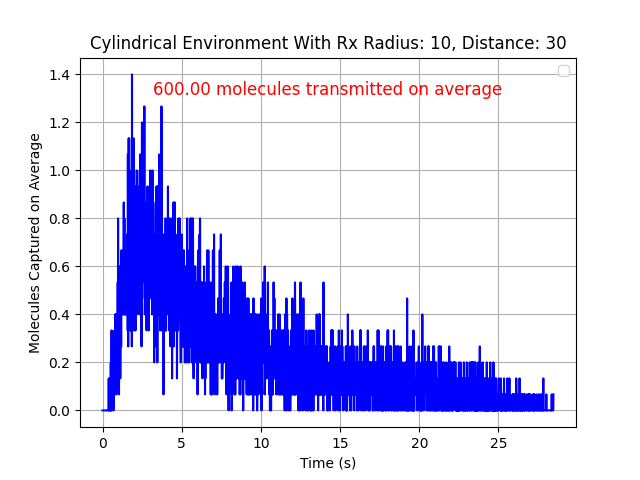 Cylindrical Environment With Rx Radius: 10, Distance: 30
600.00 molecules transmitted on average
Molecules Captured on Average
1.4
1.2
1.0
0.8
0.6
0.4
0.2
0.0
0 5 10 15 20 25
Time (s)